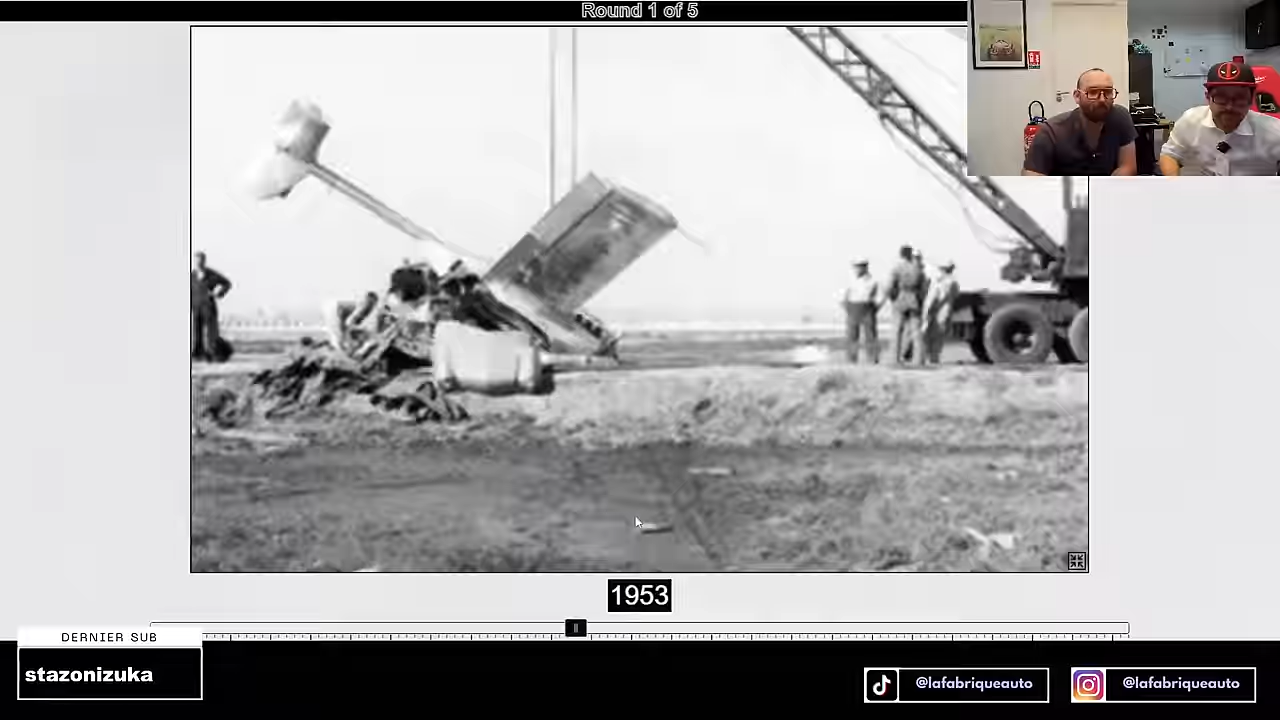 Round 1 of 5
1953
DERNIER SUB
stazonizuka
@lafabriqueauto
@lafabriqueauto